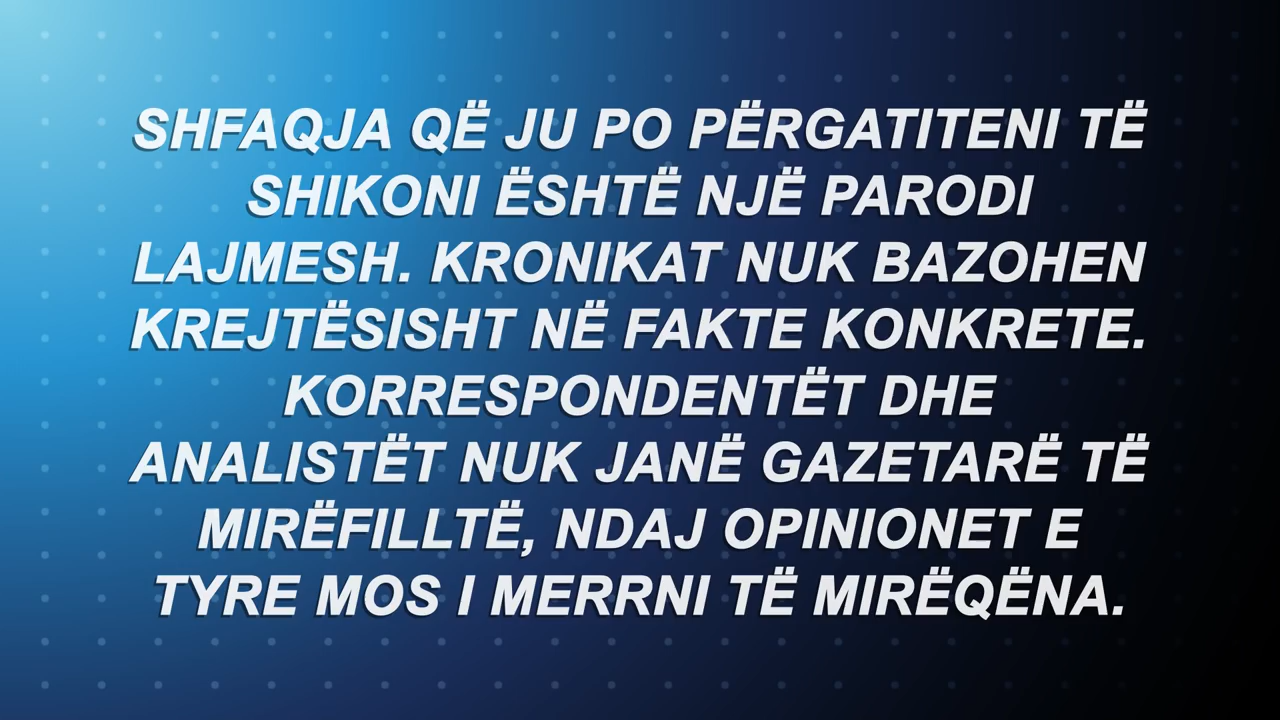 SHFAQJA QË JU PO PËRGATITENI TË
SHIKONI ËSHTË NJË PARODI
LAJMESH. KRONIKAT NUK BAZOHEN
KREJTËSISHT NË FAKTE KONKRETE.
KORRESPONDENTËT DHE
ANALISTËT NUK JANË GAZETARË TË
MIRËFILLTË, NDAJ OPINIONET E
TYRE MOS I MERRNI TË MIRËQËNA.